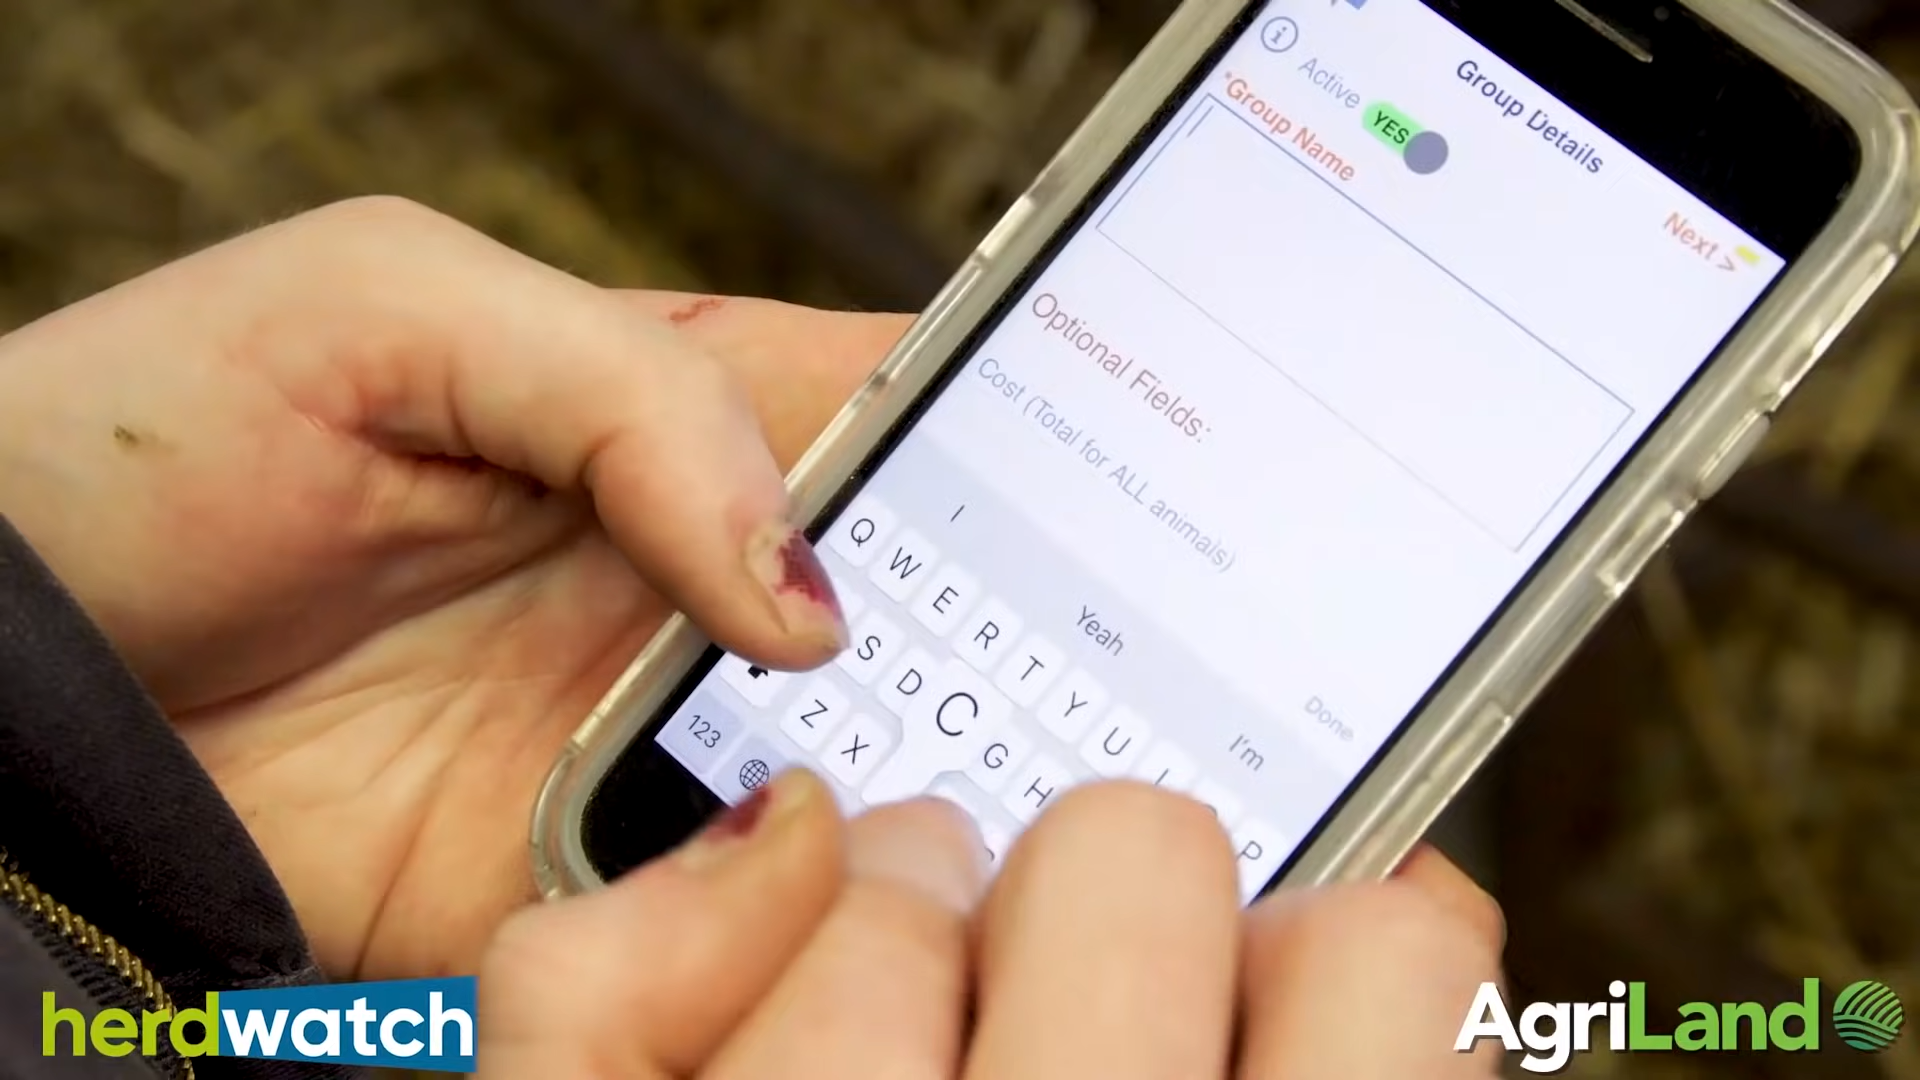 Group Details
Active YES
Next >
*Group Name
Optional Fields:
Cost (Total for ALL animals)
Done
I Yeah I'm
Q W E R T Y U P
S D C G H
Z X
123
herdwatch
AgriLand